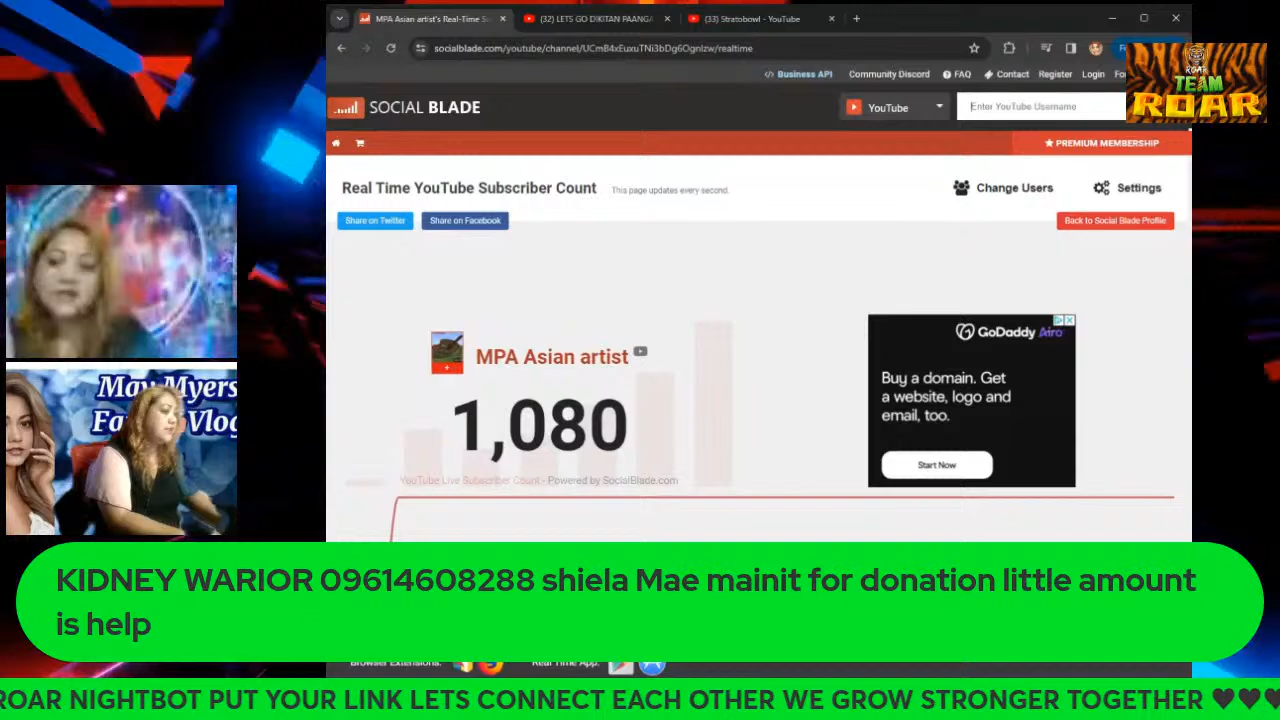 MPA Asian artist's Real-Time
(32) LETS GO DIKITAN PAANGA
(33) Stratobowl - YouTube
socialblade.com/youtube/channel/UCmB4xEuxuTNi3bDg6OgnIzw/realtime
Business API
Community Discord
FAQ
Contact
Register
Login
SOCIAL BLADE
YouTube
Enter YouTube Username
ROAR
TEAM
ROAR
PREMIUM MEMBERSHIP
Real Time YouTube Subscriber Count
This page updates every second.
Change Users
Settings
Share on Twitter
Share on Facebook
Back to Social Blade Profile
MPA Asian artist
1,080
YouTube Live Subscriber Count - Powered by SocialBlade.com
GoDaddy Airo
Buy a domain. Get
a website, logo and
email, too.
Start Now
May Myers
Vlog
KIDNEY WARIOR 09614608288 shiela Mae mainit for donation little amount
is help
Browser Extensions:
Real Time App:
ROAR NIGHTBOT PUT YOUR LINK LETS CONNECT EACH OTHER WE GROW STRONGER TOGETHER ♥♥♥